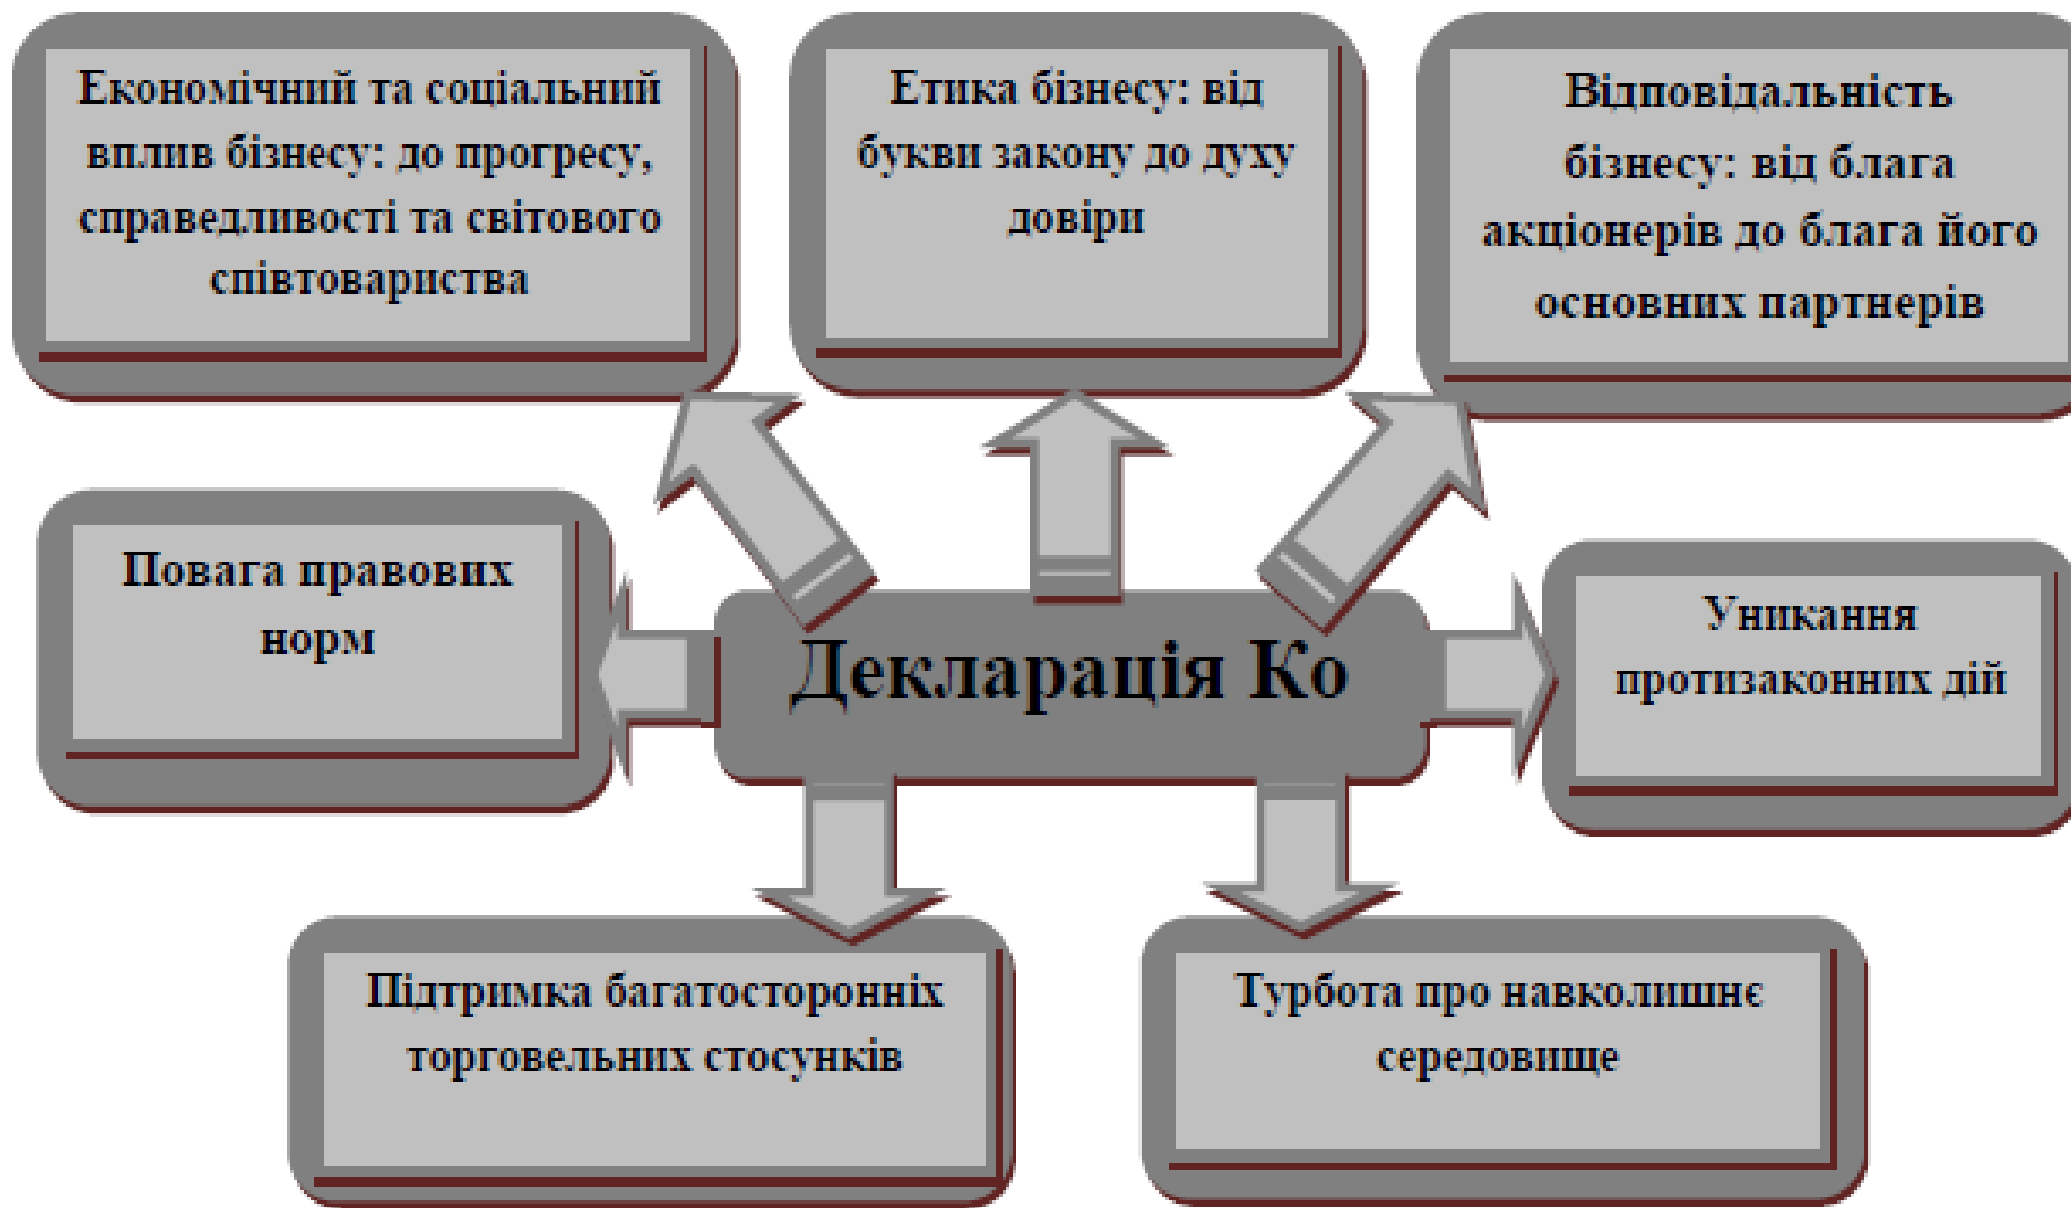 Економічний та соціальний
вплив бізнесу: до прогресу,
справедливості та світового
співтовариства
Етика бізнесу: від
букви закону до духу
довіри
Відповідальність
бізнесу: від блага
акціонерів до блага його
основних партнерів
Повага правових
норм
Декларація Ко
Уникання
протизаконних дій
Підтримка багатосторонніх
торговельних стосунків
Турбота про навколишнє
середовище